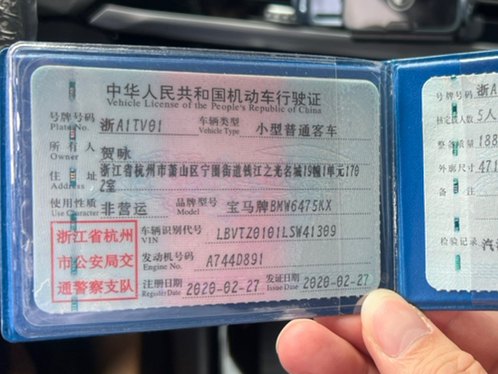 中华人民共和国机动车行驶证
Vehicle License of the People's Republic of China
号牌号码 浙A1TV01 车辆类型 小型普通客车
Plate No. Vehicle Type
所有人 贺咏
Owner
住址 浙江省杭州市萧山区宁围街道钱江之光名城19幢1单元170
Address 2室
使用性质 非营运 品牌型号 宝马牌BMW6475KX
Use Character Model
浙江省杭州
市公安局交
通警察支队
车辆识别代号 LBVTZ0101LSW41309
VIN
发动机号码 A744D891
Engine No.
注册日期 2020-02-27 发证日期 2020-02-27
Register Date Issue Date
号牌号码 浙A
5人
整备质量 188
外廓尺寸 471
检验记录